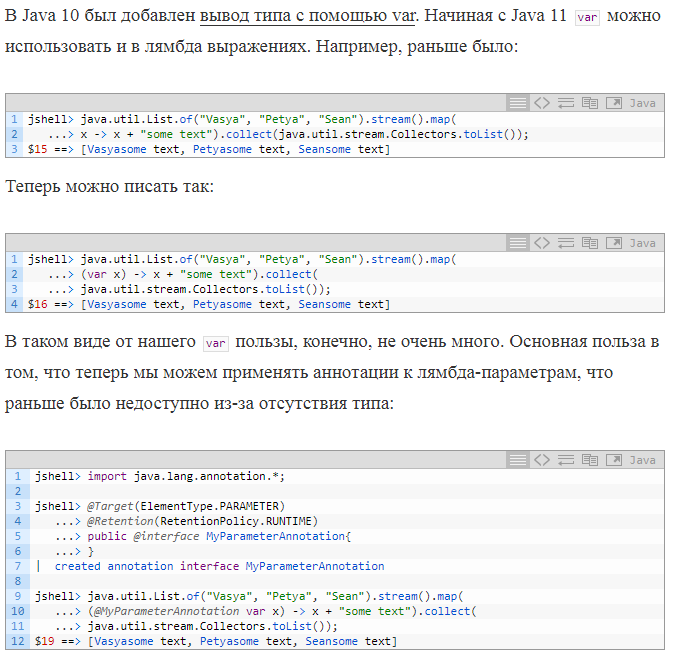 В Java 10 был добавлен вывод типа с помощью var. Начиная с Java 11 var можно
использовать и в лямбда выражениях. Например, раньше было:
Java
1 jshell> java.util.List.of("Vasya", "Petya", "Sean").stream().map(
2    ...> x -> x + "some text").collect(java.util.stream.Collectors.toList());
3 $15 ==> [Vasyasome text, Petyasome text, Seansome text]
Теперь можно писать так:
Java
1 jshell> java.util.List.of("Vasya", "Petya", "Sean").stream().map(
2    ...> (var x) -> x + "some text").collect(
3    ...> java.util.stream.Collectors.toList());
4 $16 ==> [Vasyasome text, Petyasome text, Seansome text]
В таком виде от нашего var пользы, конечно, не очень много. Основная польза в
том, что теперь мы можем применять аннотации к лямбда-параметрам, что
раньше было недоступно из-за отсутствия типа:
Java
1 jshell> import java.lang.annotation.*;
2
3 jshell> @Target(ElementType.PARAMETER)
4    ...> @Retention(RetentionPolicy.RUNTIME)
5    ...> public @interface MyParameterAnnotation{
6    ...> }
7 |  created annotation interface MyParameterAnnotation
8
9 jshell> java.util.List.of("Vasya", "Petya", "Sean").stream().map(
10    ...> (@MyParameterAnnotation var x) -> x + "some text").collect(
11    ...> java.util.stream.Collectors.toList());
12 $19 ==> [Vasyasome text, Petyasome text, Seansome text]